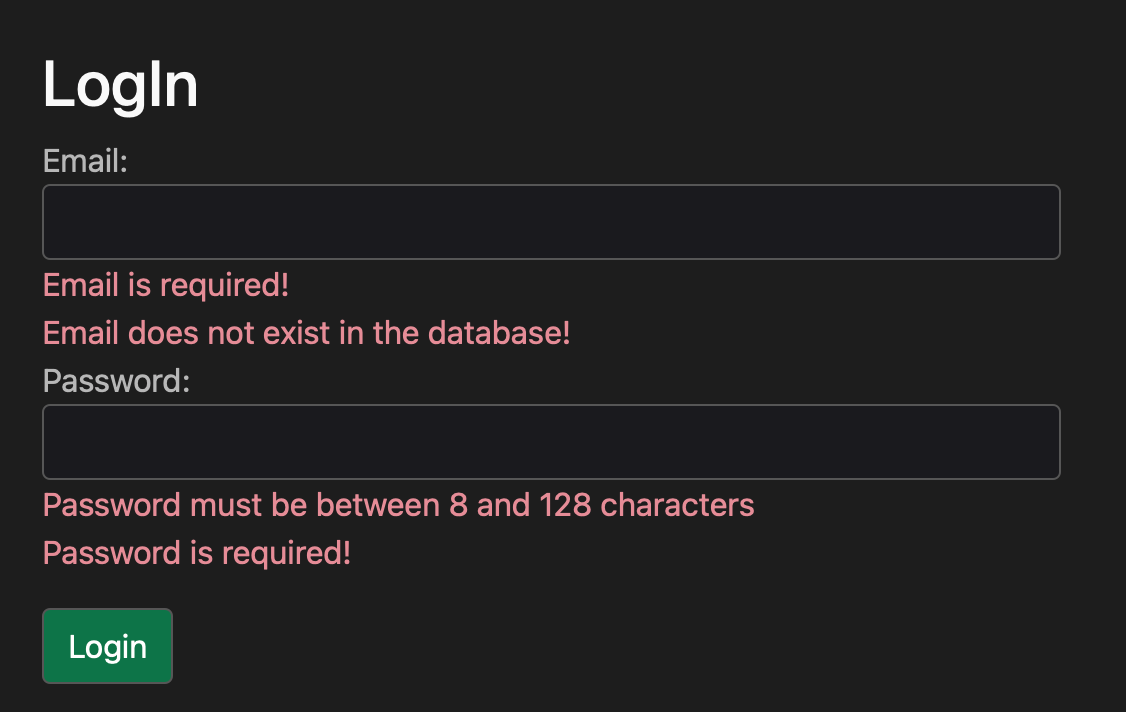 LogIn
Email:
Email is required!
Email does not exist in the database!
Password:
Password must be between 8 and 128 characters
Password is required!
Login